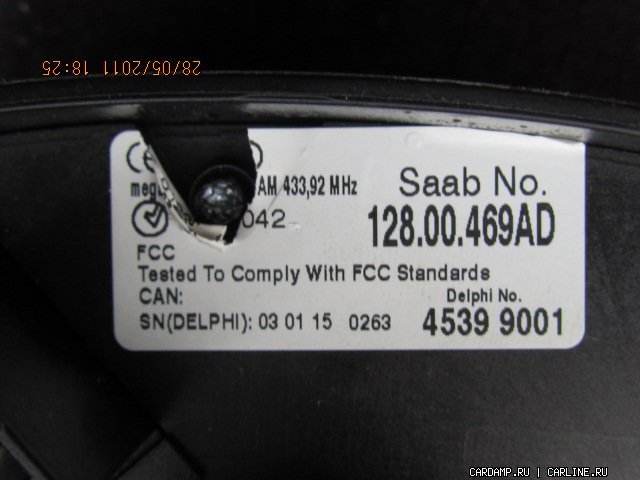 28/05/2011 18:25
AM 433,92 MHz
Saab No.
042
128.00.469AD
FCC
Tested To Comply With FCC Standards
CAN:
Delphi No.
SN(DELPHI): 03 01 15 0263
4539 9001
CARDAMP.RU | CARLINE.RU